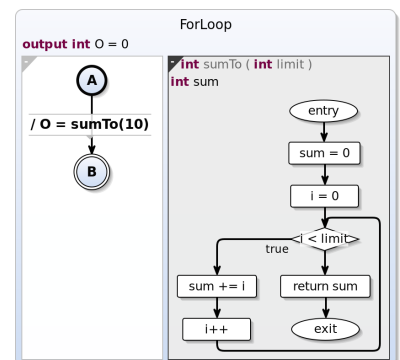 ForLoop
output int O = 0
- int sumTo ( int limit )
int sum
A
/ O = sumTo(10)
B
entry
sum = 0
i = 0
i < limit
true
sum += i
return sum
i++
exit